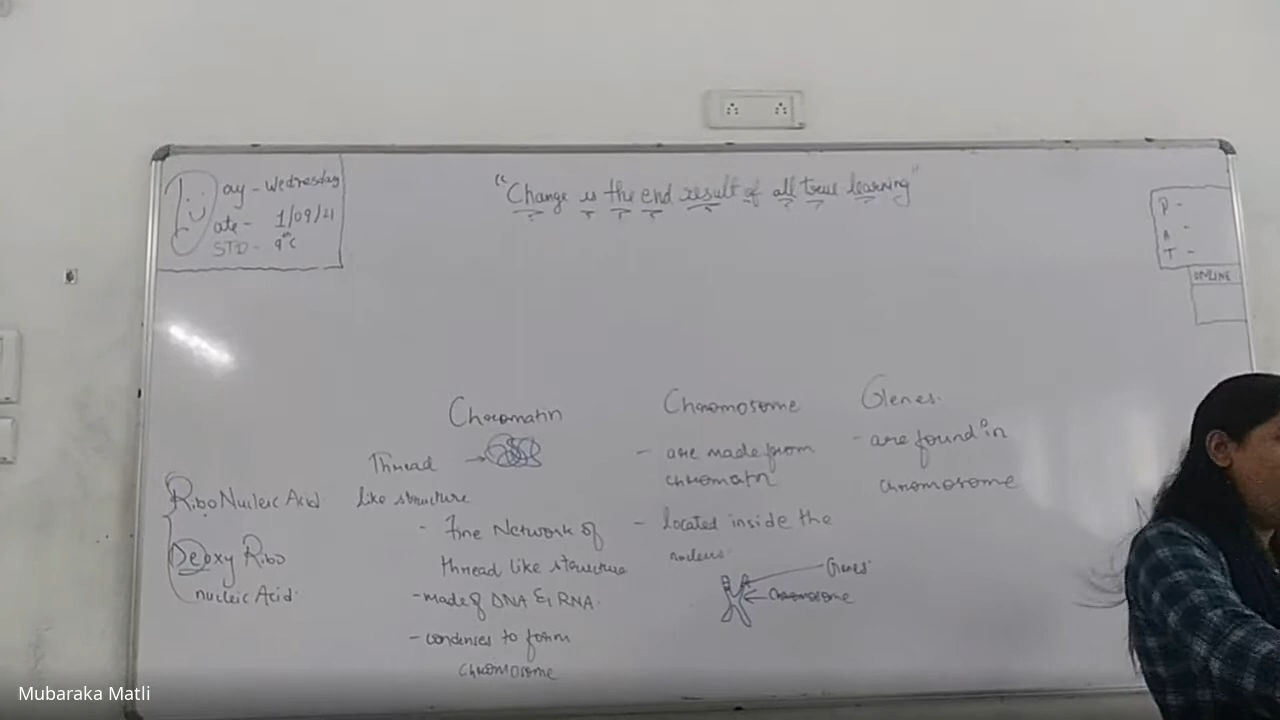 Day - Wednesday
Date - 1/09/21
STD - 9th C
"Change is the end result of all true learning"
P -
A -
T -
ONLINE
Chromatin
Thread
like structure
- Fine Network of
thread like structure
- made of DNA & RNA.
- condenses to form
chromosome
Ribo Nucleic Acid
Deoxy Ribo
nucleic Acid.
Chromosome
- are made from
chromatin
- located inside the
nucleus.
Genes
Chromosome
Genes.
- are found in
chromosome
Mubaraka Matli